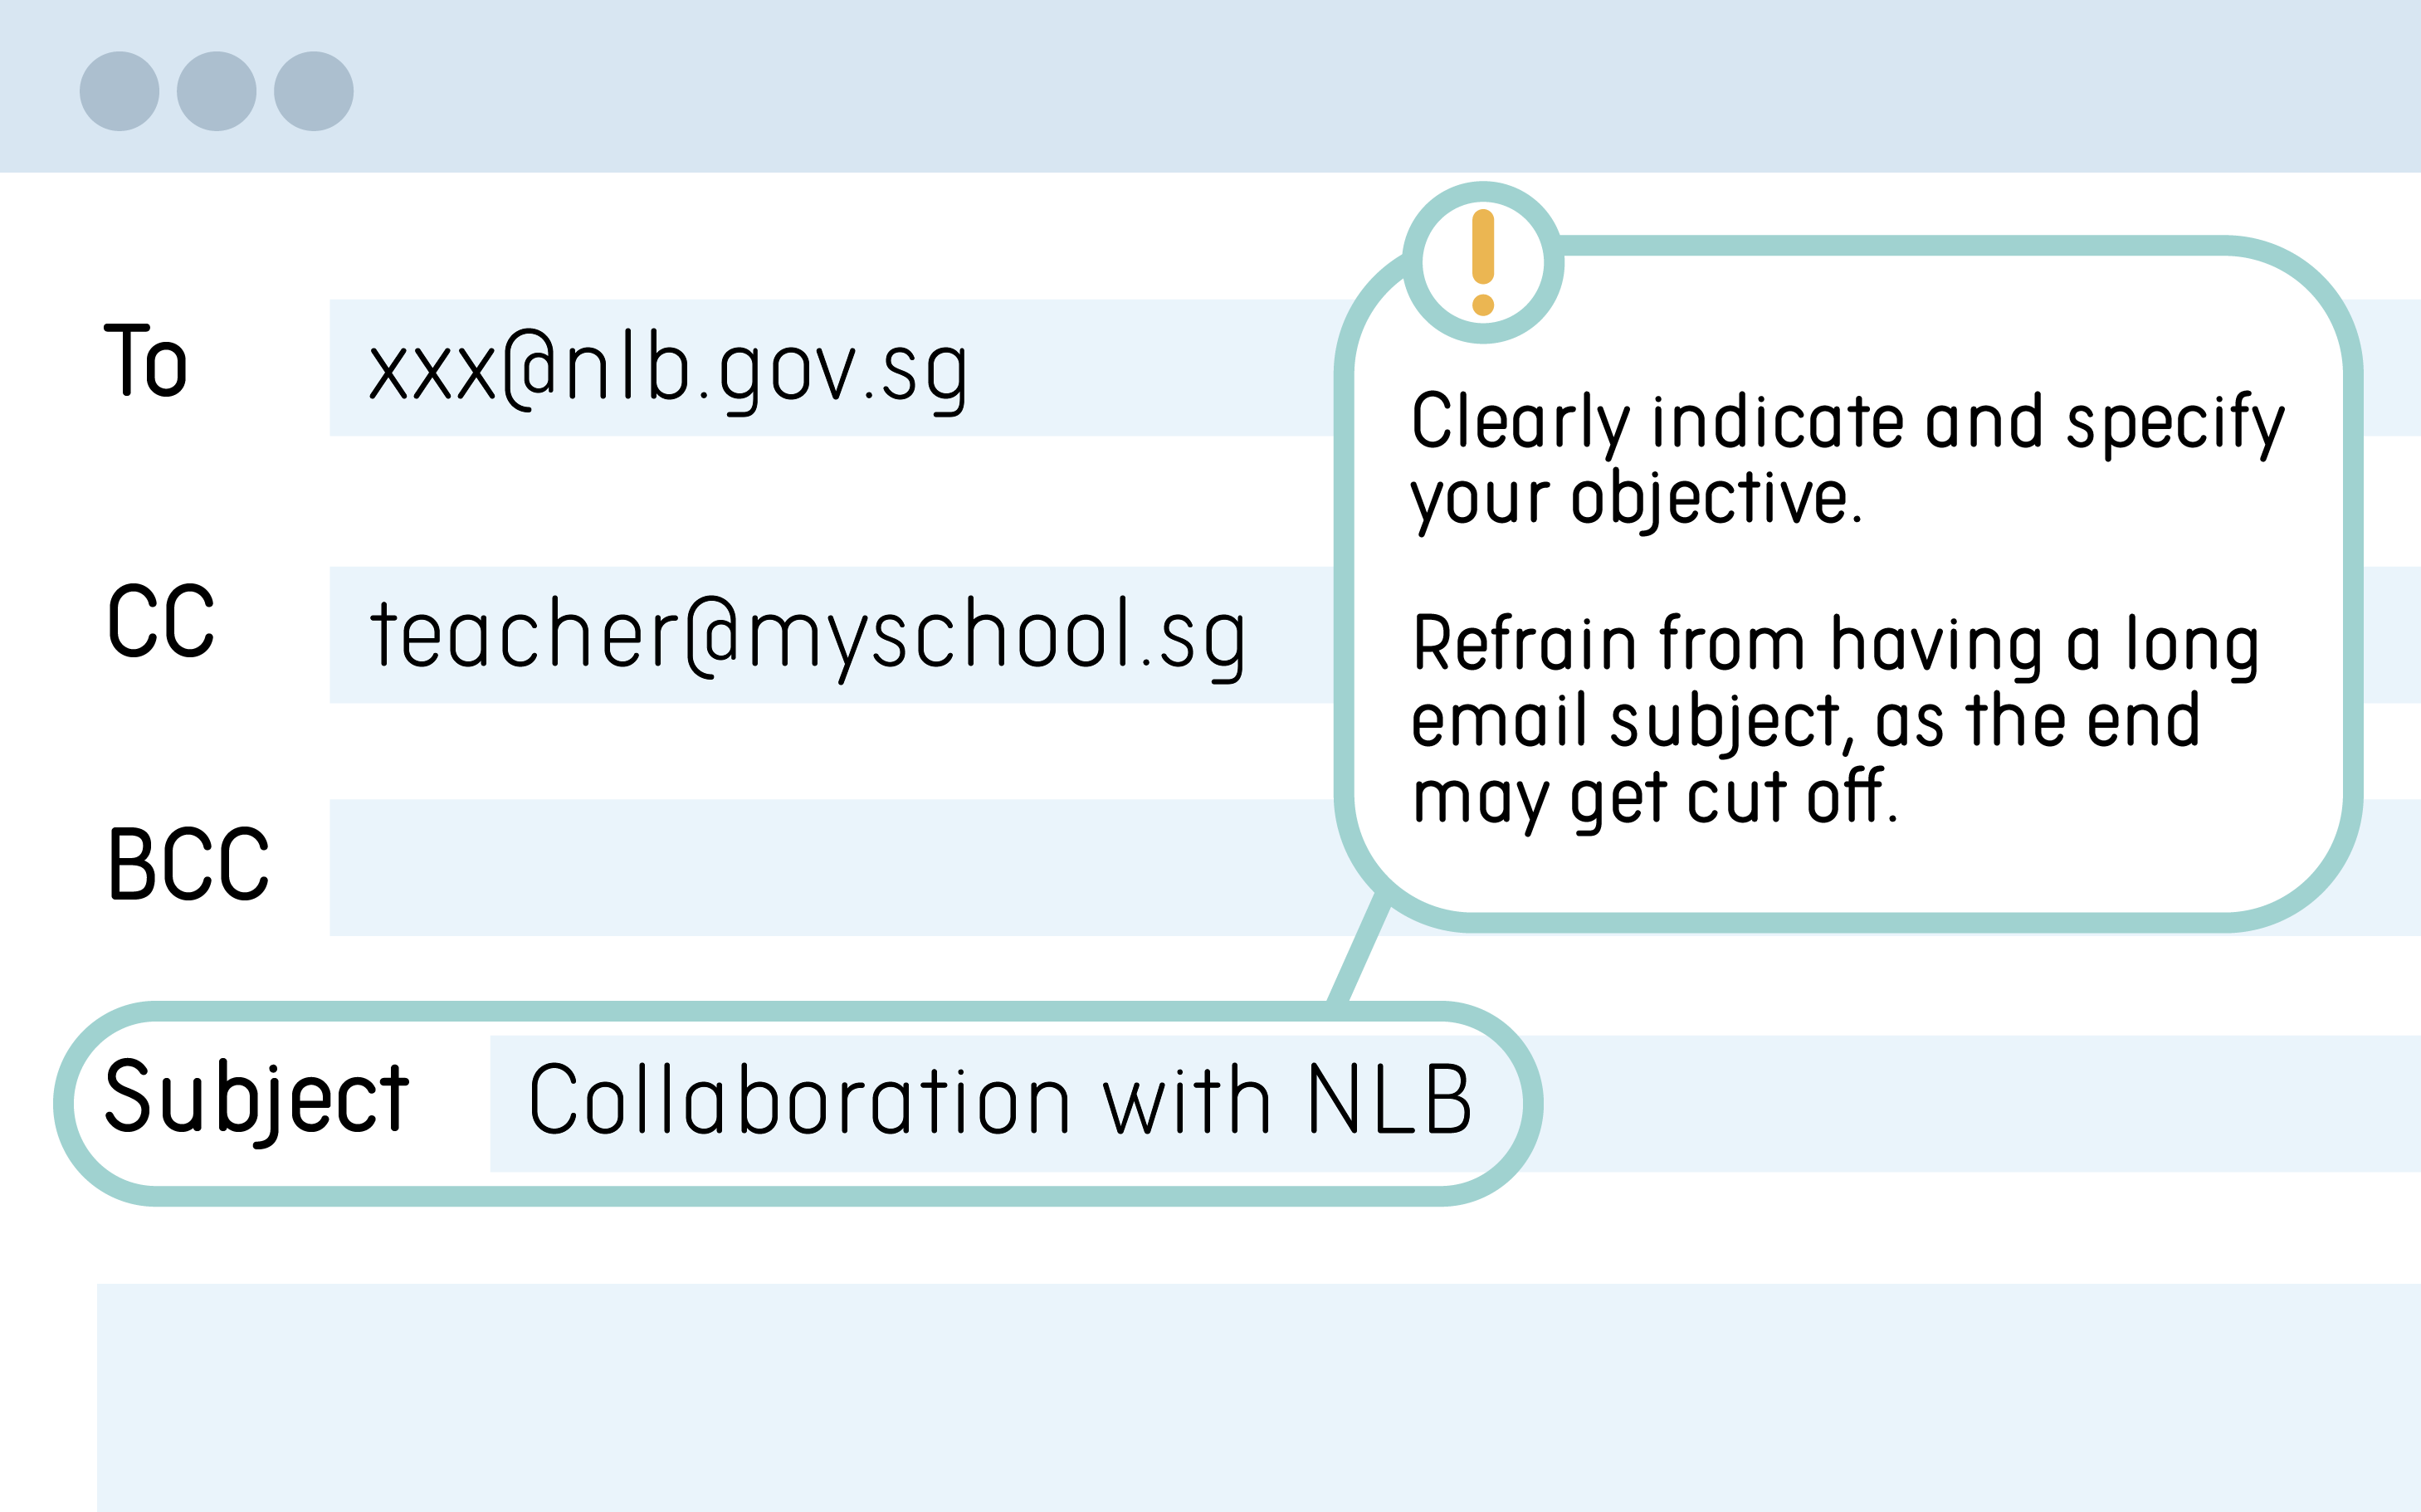 To
xxx@nlb.gov.sg
CC
teacher@myschool.sg
BCC
Clearly indicate and specify
your objective.
Refrain from having a long
email subject, as the end
may get cut off.
Subject
Collaboration with NLB